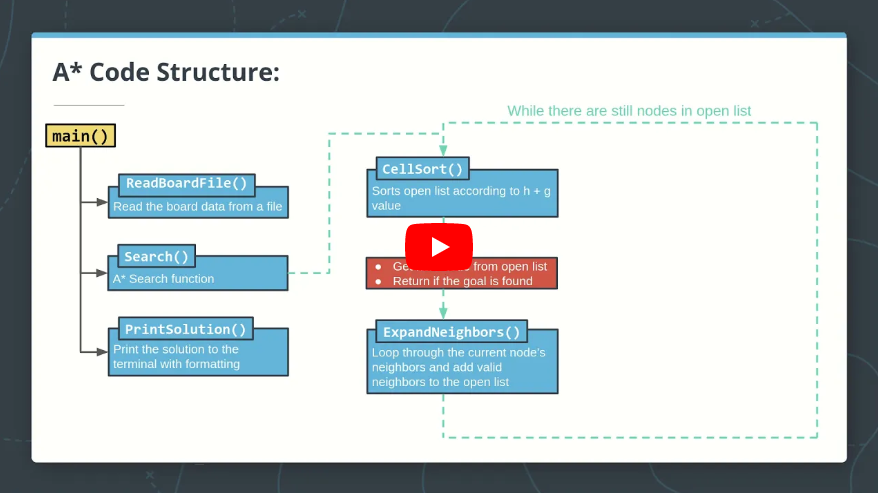 A* Code Structure:
While there are still nodes in open list
main()
ReadBoardFile()
Read the board data from a file
Search()
A* Search function
PrintSolution()
Print the solution to the
terminal with formatting
CellSort()
Sorts open list according to h + g
value
● from open list
● Return if the goal is found
ExpandNeighbors()
Loop through the current node's
neighbors and add valid
neighbors to the open list